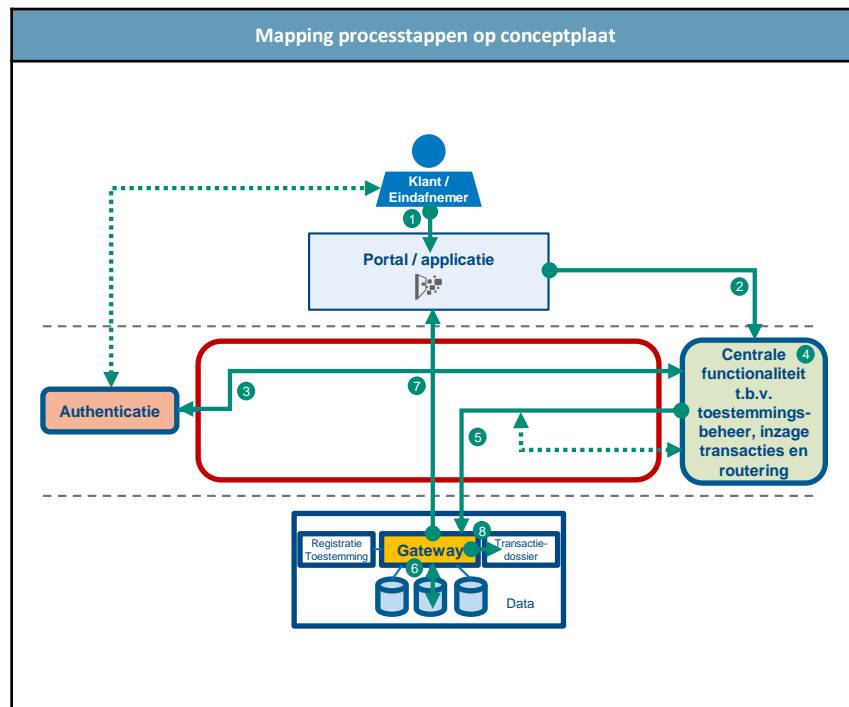 Mapping processtappen op conceptplaat
Klant /
Eindafnemer
1
Portal / applicatie
2
3
Authenticatie
7
5
Centrale 4
functionaliteit
t.b.v.
toestemmings-
beheer, inzage
transacties en
routering
Registratie
Toestemming
Gateway
8
Transactie-
dossier
6
Data